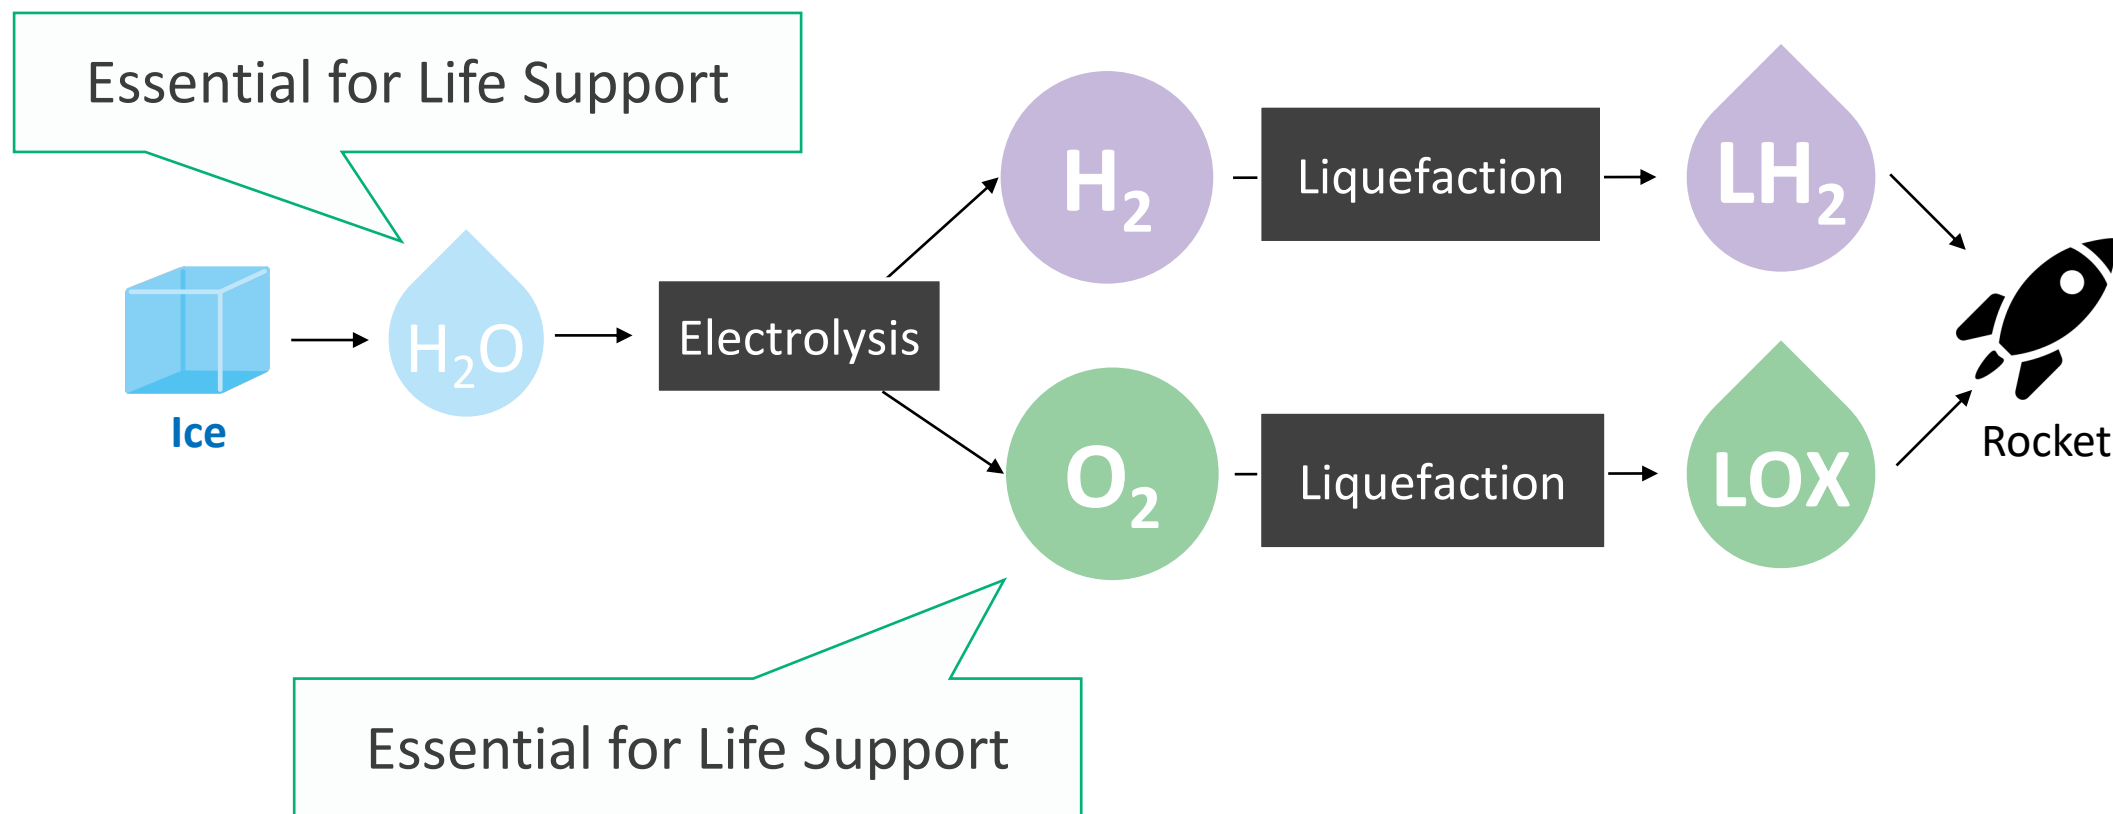 Essential for Life Support
H₂
Liquefaction
LH₂
Ice
H₂O
Electrolysis
O₂
Liquefaction
LOX
Rocket
Essential for Life Support